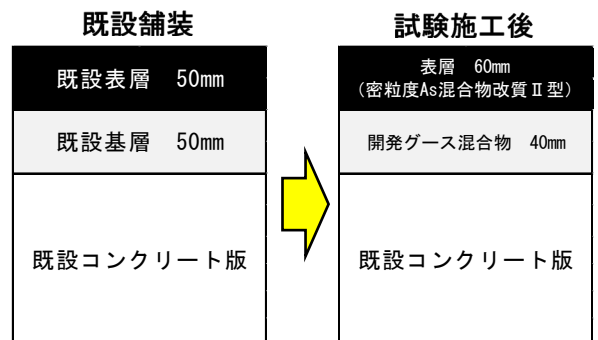 既設舗装
既設表層　50mm
既設基層　50mm
既設コンクリート版
試験施工後
表層　60mm
（密粒度As混合物改質Ⅱ型）
開発グース混合物　40mm
既設コンクリート版